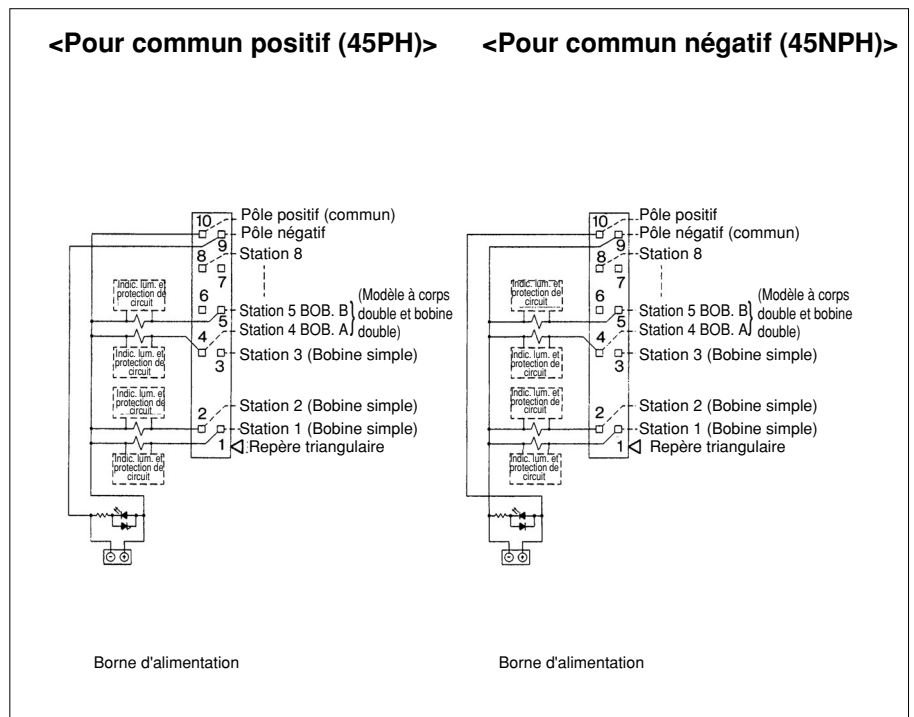 <Pour commun positif (45PH)>
10
Pôle positif (commun)
Pôle négatif
9
8
Station 8
7
Indic. lum. et
protection de
circuit
6
(Modèle à corps
double et bobine
double)
Station 5 BOB. B
5
Station 4 BOB. A
4
Indic. lum. et
protection de
circuit
Station 3 (Bobine simple)
3
Indic. lum. et
protection de
circuit
2
Station 2 (Bobine simple)
Station 1 (Bobine simple)
1
Repère triangulaire
Indic. lum. et
protection de
circuit
Borne d'alimentation
<Pour commun négatif (45NPH)>
10
Pôle positif
Pôle négatif (commun)
9
8
Station 8
7
Indic. lum. et
protection de
circuit
6
(Modèle à corps
double et bobine
double)
Station 5 BOB. B
5
Station 4 BOB. A
4
Indic. lum. et
protection de
circuit
Station 3 (Bobine simple)
3
Indic. lum. et
protection de
circuit
2
Station 2 (Bobine simple)
Station 1 (Bobine simple)
1
Repère triangulaire
Indic. lum. et
protection de
circuit
Borne d'alimentation